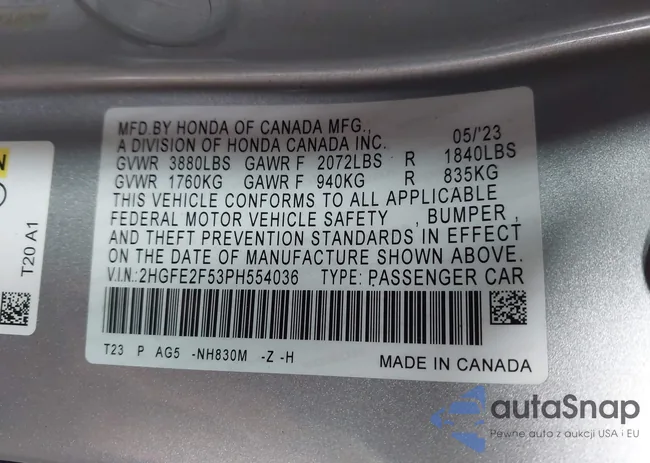 MFD.BY HONDA OF CANADA MFG., 05/'23
A DIVISION OF HONDA CANADA INC.
GVWR 3880LBS GAWR F 2072LBS R 1840LBS
GVWR 1760KG GAWR F 940KG R 835KG
THIS VEHICLE CONFORMS TO ALL APPLICABLE
FEDERAL MOTOR VEHICLE SAFETY , BUMPER ,
AND THEFT PREVENTION STANDARDS IN EFFECT
ON THE DATE OF MANUFACTURE SHOWN ABOVE.
V.I.N.:2HGFE2F53PH554036 TYPE: PASSENGER CAR
T23 P AG5 -NH830M -Z -H
MADE IN CANADA
T20 A1
autaSnap
Pewne auta z aukcji USA i EU